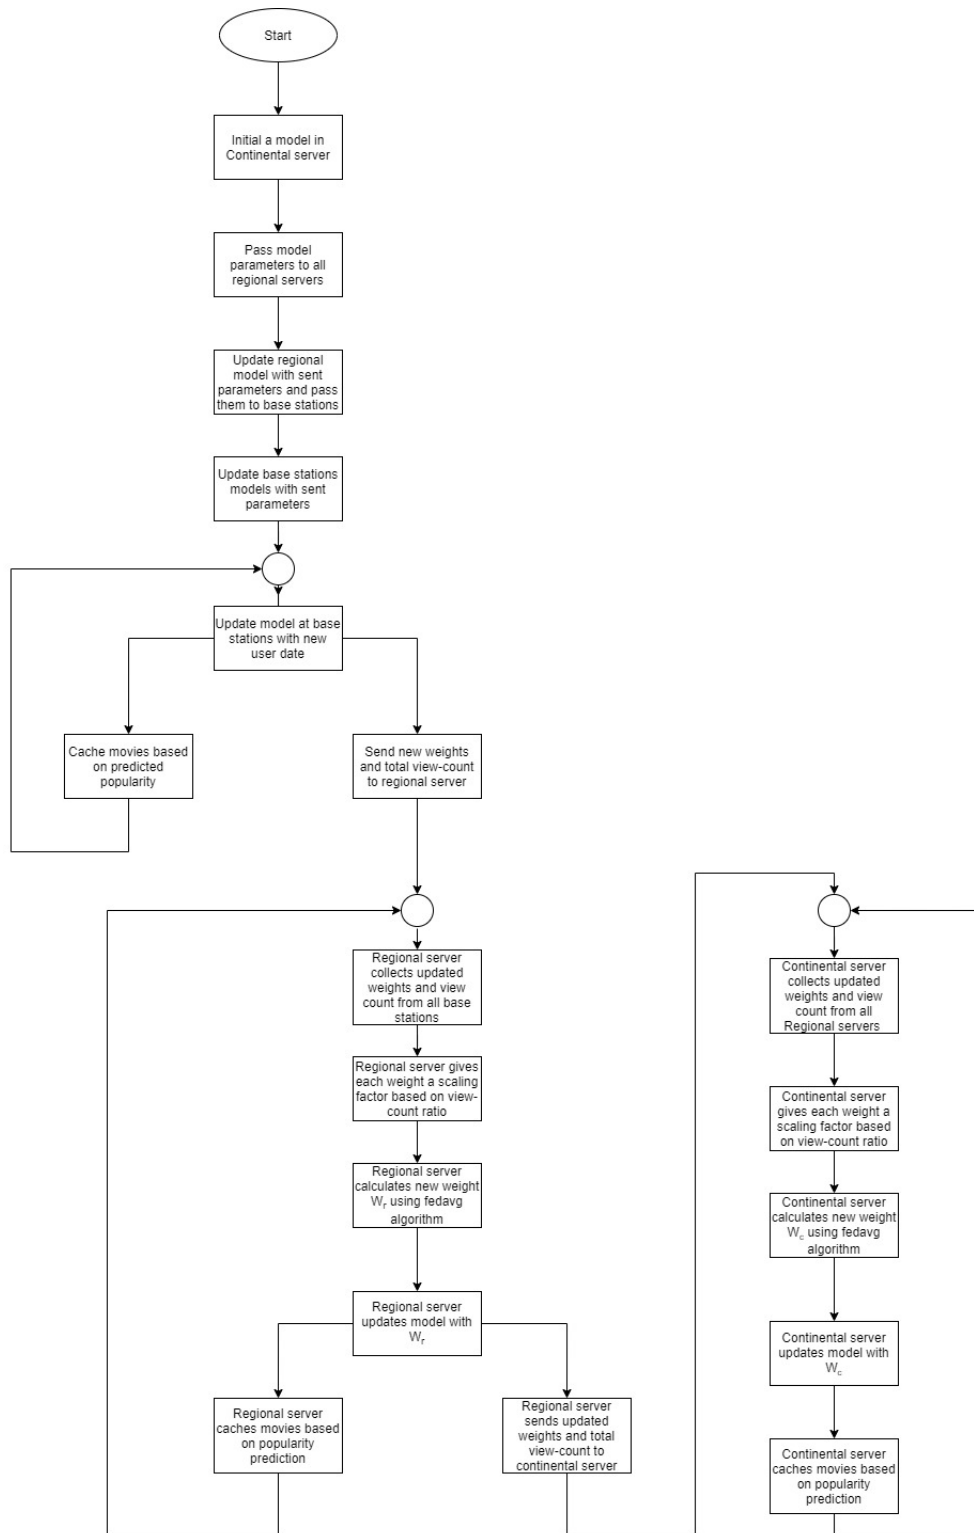 Start
Initial a model in
Continental server
Pass model
parameters to all
regional servers
Update regional
model with sent
parameters and pass
them to base stations
Update base stations
models with sent
parameters
Update model at base
stations with new
user date
Cache movies based
on predicted
popularity
Send new weights
and total view-count
to regional server
Regional server
collects updated
weights and view
count from all base
stations
Regional server gives
each weight a scaling
factor based on view-
count ratio
Regional server
calculates new weight
Wr using fedavg
algorithm
Regional server
updates model with
Wr
Regional server
caches movies based
on popularity
prediction
Regional server
sends updated
weights and total
view-count to
continental server
Continental server
collects updated
weights and view
count from all
Regional servers
Continental server
gives each weight a
scaling factor based
on view-count ratio
Continental server
calculates new weight
Wc using fedavg
algorithm
Continental server
updates model with
Wc
Continental server
caches movies based
on popularity
prediction